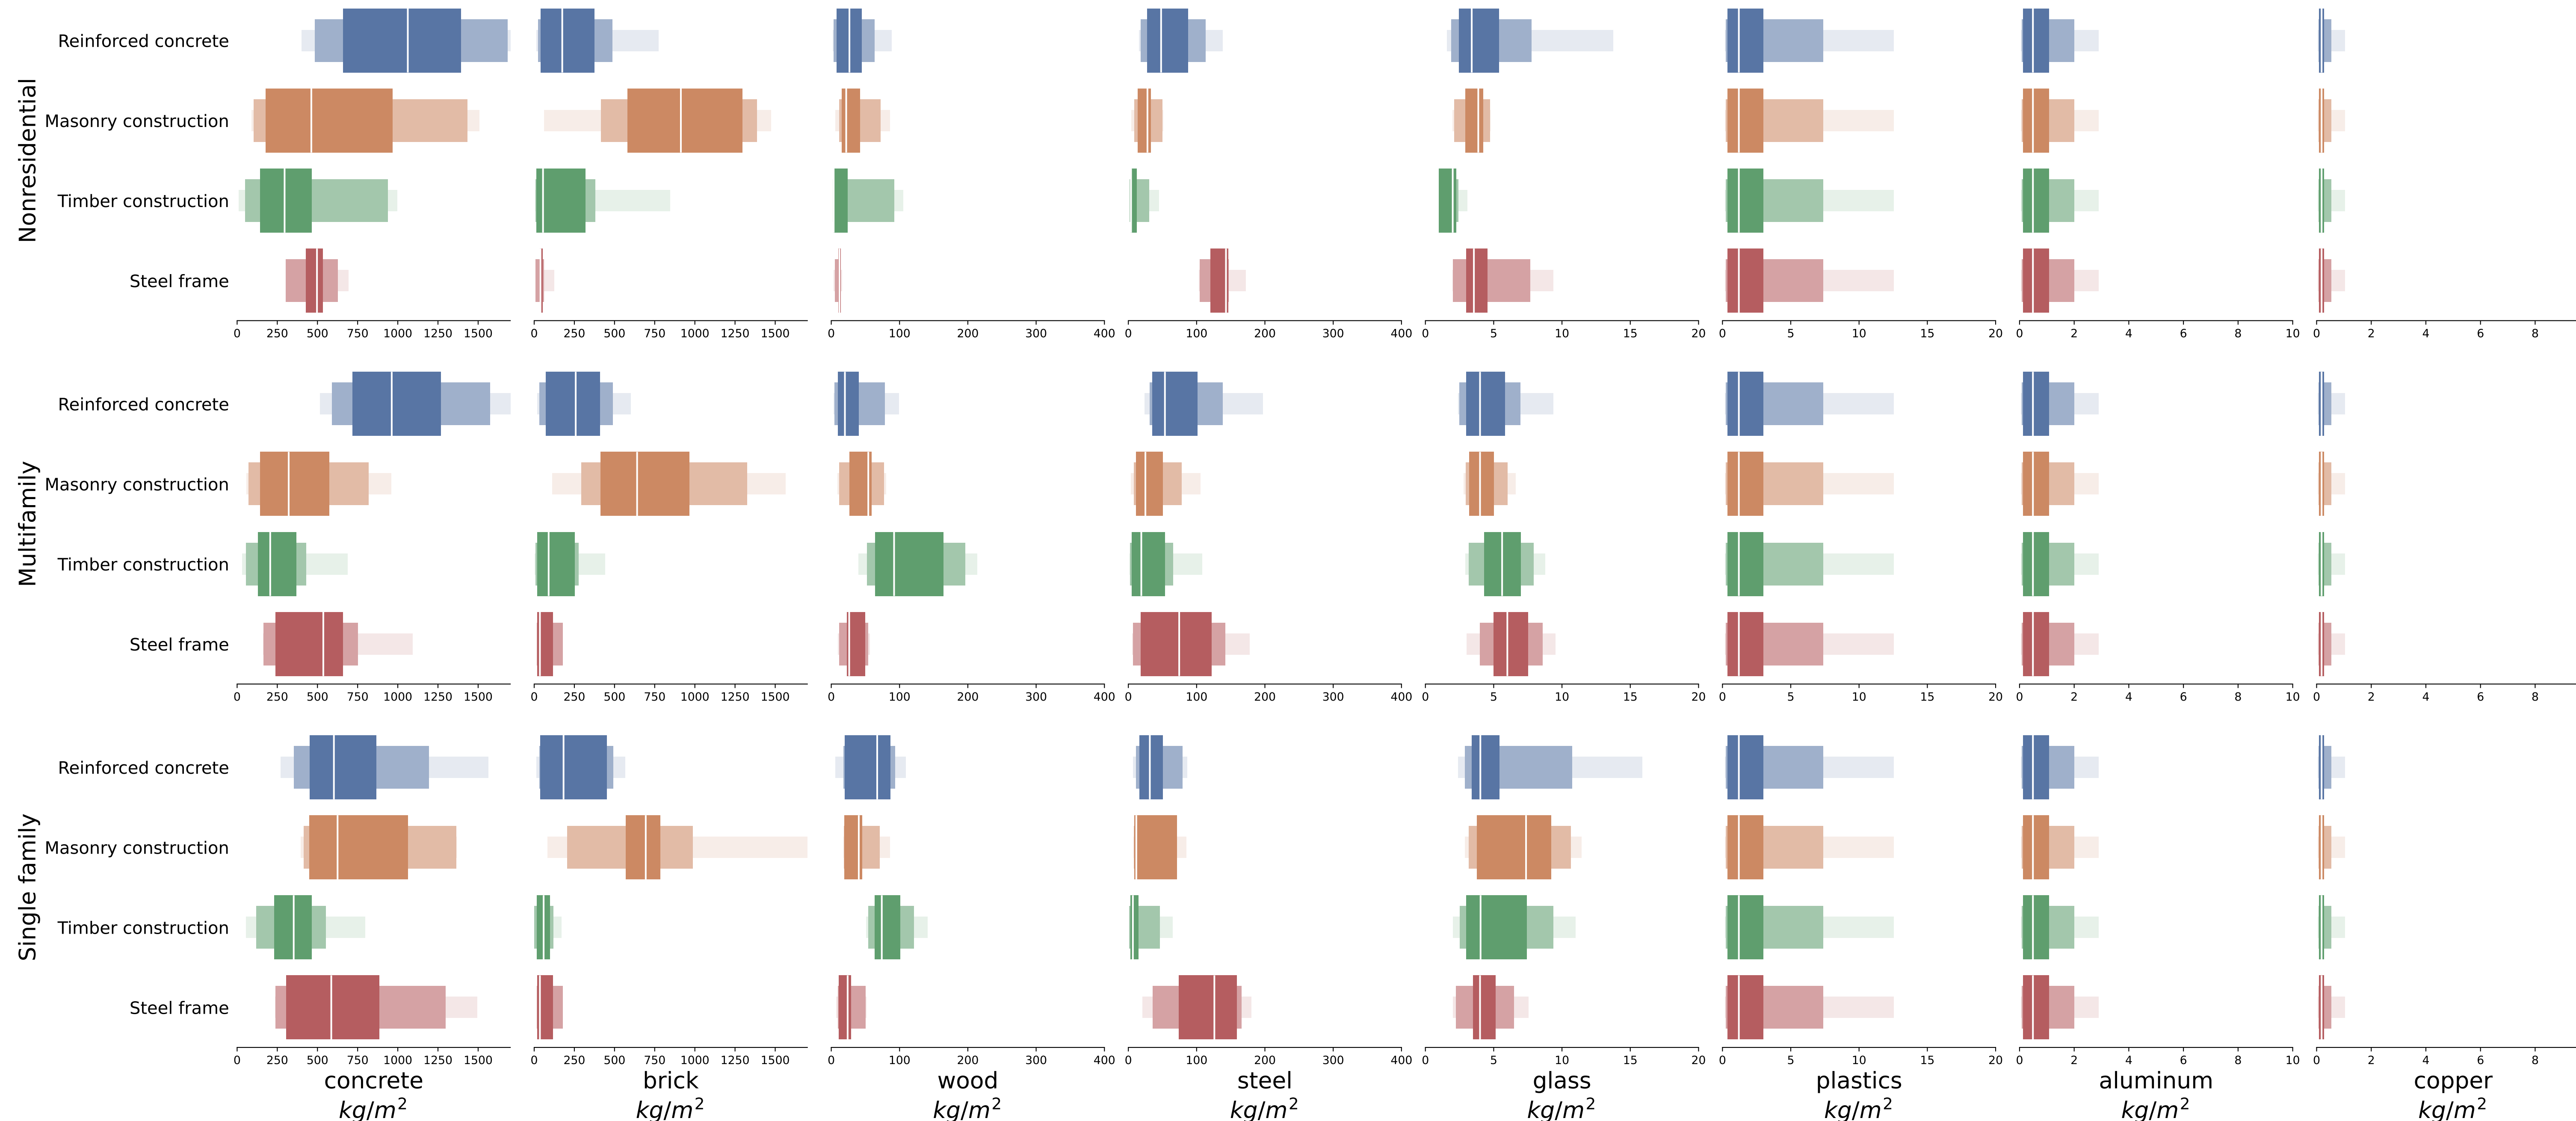 Nonresidential
Reinforced concrete
Masonry construction
Timber construction
Steel frame
0 250 500 750 1000 1250 1500
0 250 500 750 1000 1250 1500
0 100 200 300 400
0 100 200 300 400
0 5 10 15 20
0 5 10 15 20
0 2 4 6 8 10
0 2 4 6 8
Multifamily
Reinforced concrete
Masonry construction
Timber construction
Steel frame
0 250 500 750 1000 1250 1500
0 250 500 750 1000 1250 1500
0 100 200 300 400
0 100 200 300 400
0 5 10 15 20
0 5 10 15 20
0 2 4 6 8 10
0 2 4 6 8
Single family
Reinforced concrete
Masonry construction
Timber construction
Steel frame
0 250 500 750 1000 1250 1500
0 250 500 750 1000 1250 1500
0 100 200 300 400
0 100 200 300 400
0 5 10 15 20
0 5 10 15 20
0 2 4 6 8 10
0 2 4 6 8
concrete
kg/m²
brick
kg/m²
wood
kg/m²
steel
kg/m²
glass
kg/m²
plastics
kg/m²
aluminum
kg/m²
copper
kg/m²